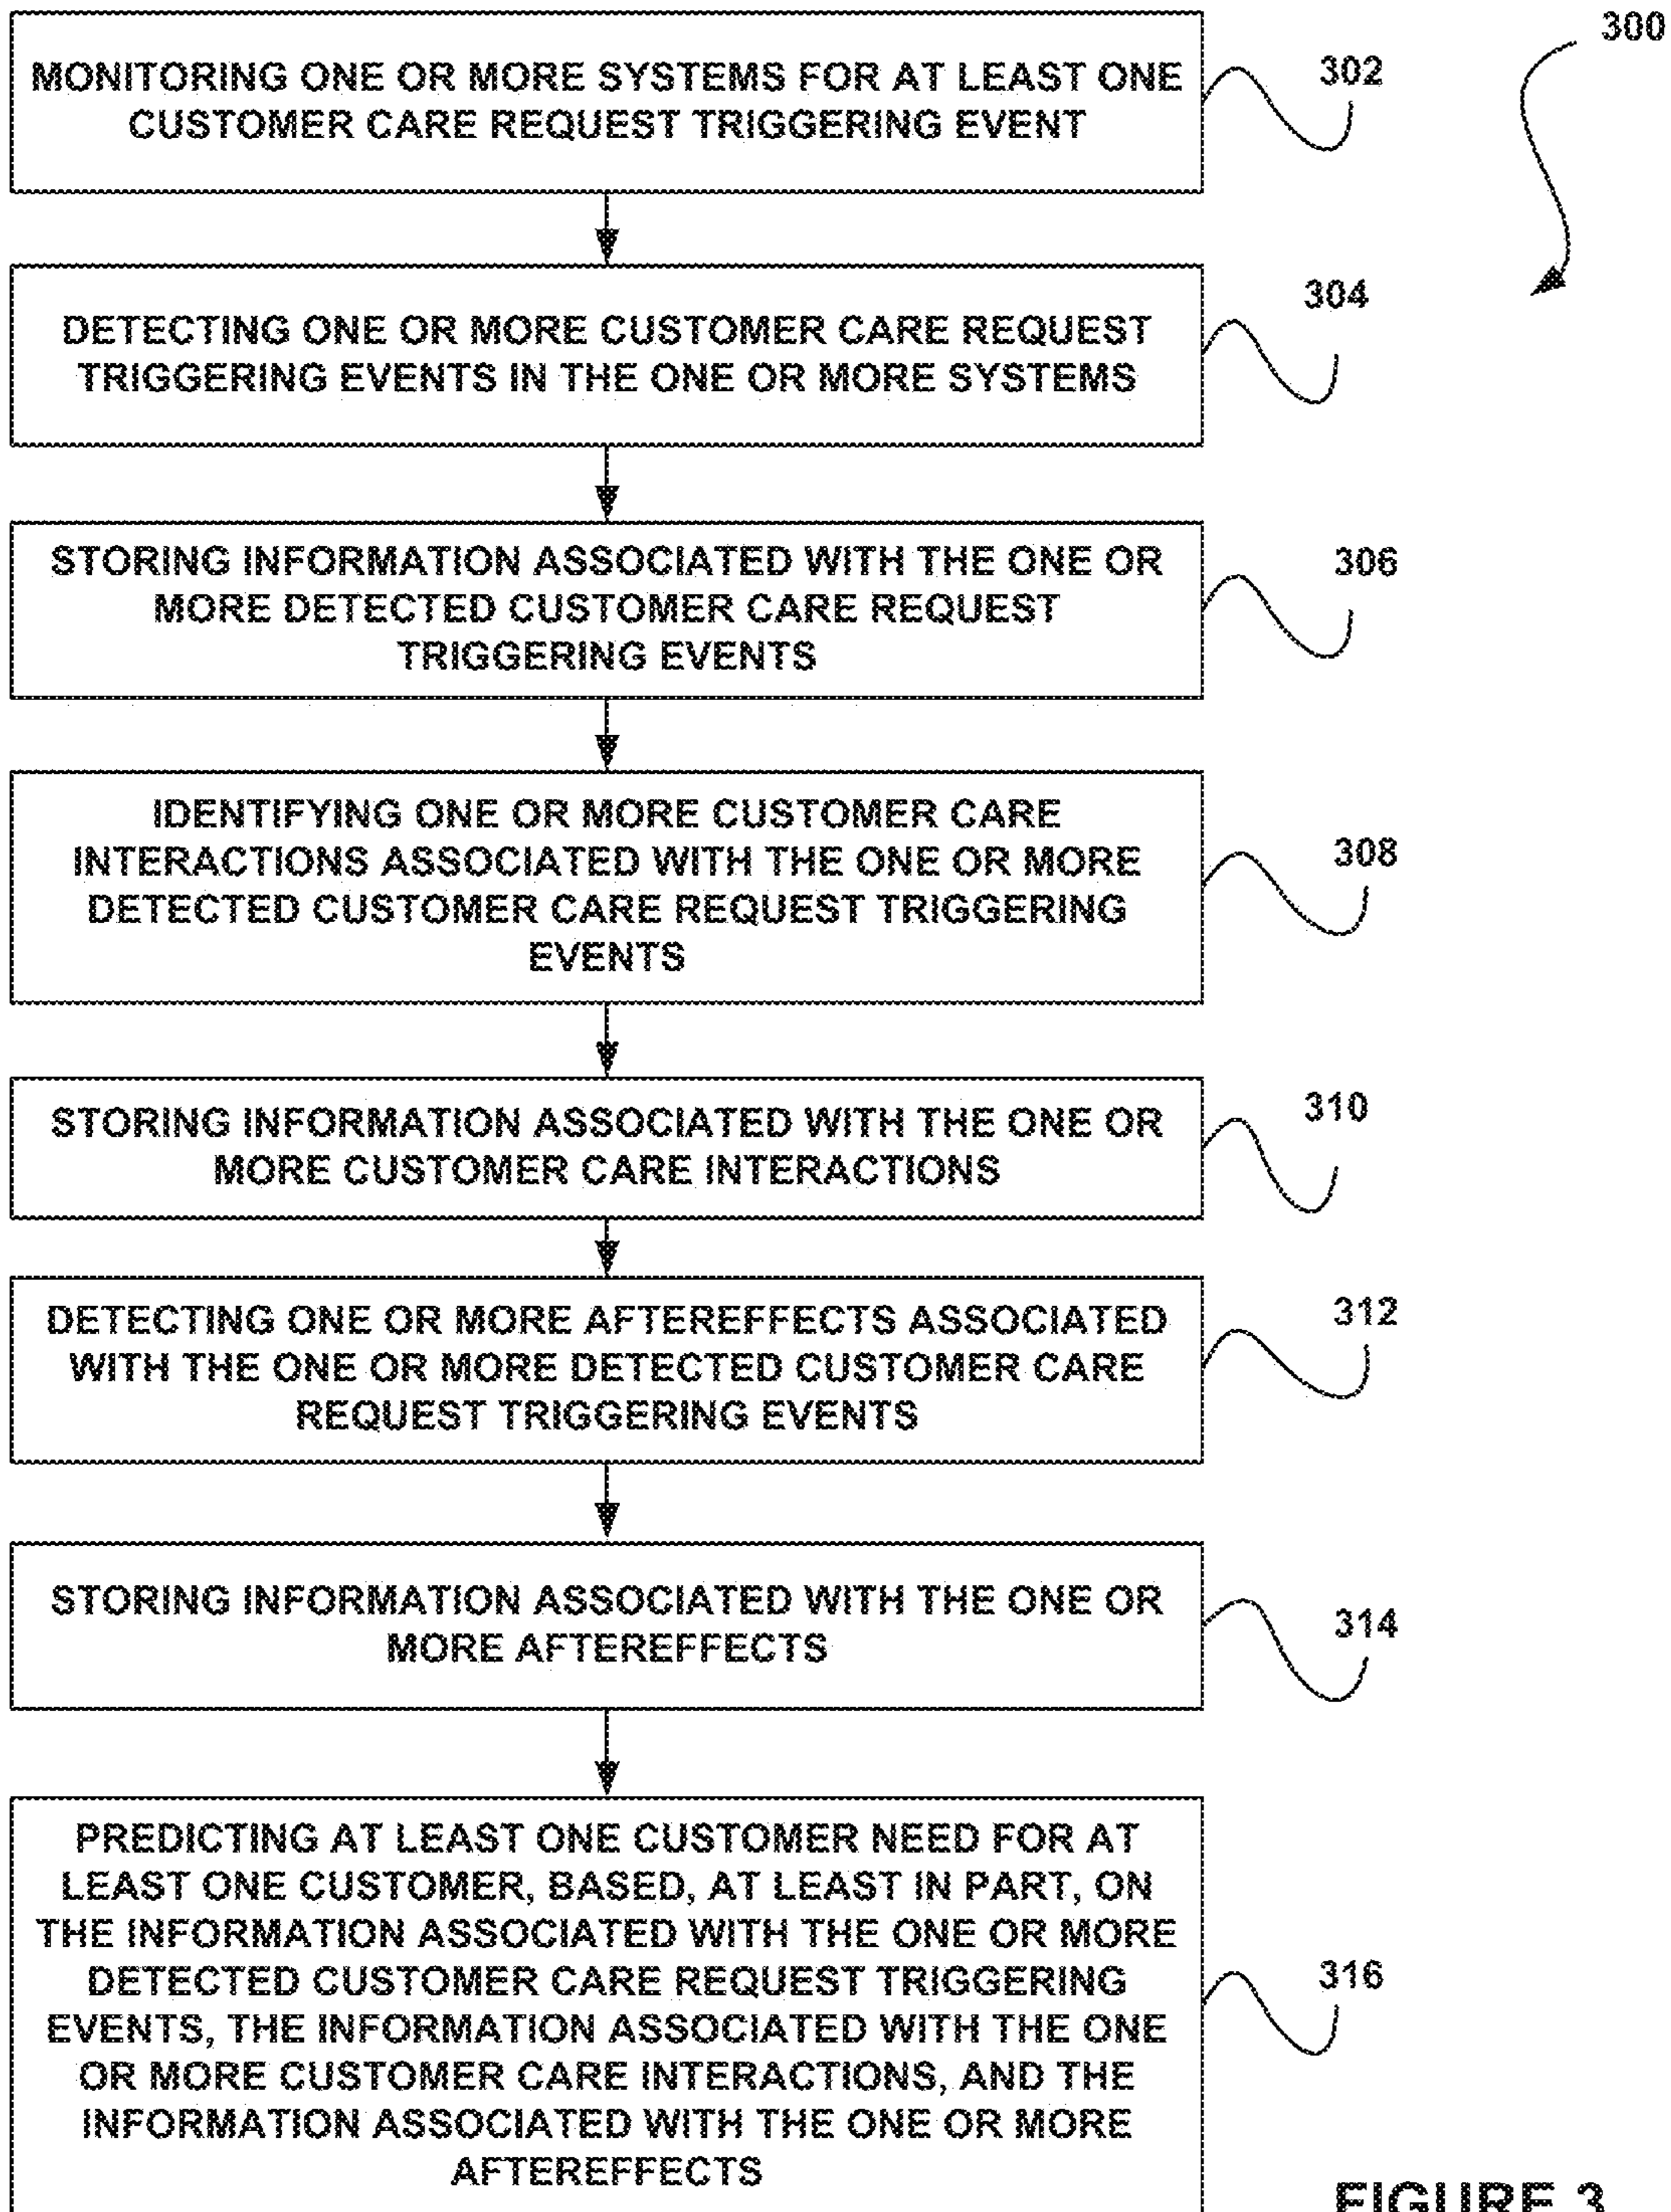 300
MONITORING ONE OR MORE SYSTEMS FOR AT LEAST ONE
CUSTOMER CARE REQUEST TRIGGERING EVENT
302
DETECTING ONE OR MORE CUSTOMER CARE REQUEST
TRIGGERING EVENTS IN THE ONE OR MORE SYSTEMS
304
STORING INFORMATION ASSOCIATED WITH THE ONE OR
MORE DETECTED CUSTOMER CARE REQUEST
TRIGGERING EVENTS
306
IDENTIFYING ONE OR MORE CUSTOMER CARE
INTERACTIONS ASSOCIATED WITH THE ONE OR MORE
DETECTED CUSTOMER CARE REQUEST TRIGGERING
EVENTS
308
STORING INFORMATION ASSOCIATED WITH THE ONE OR
MORE CUSTOMER CARE INTERACTIONS
310
DETECTING ONE OR MORE AFTEREFFECTS ASSOCIATED
WITH THE ONE OR MORE DETECTED CUSTOMER CARE
REQUEST TRIGGERING EVENTS
312
STORING INFORMATION ASSOCIATED WITH THE ONE OR
MORE AFTEREFFECTS
314
PREDICTING AT LEAST ONE CUSTOMER NEED FOR AT
LEAST ONE CUSTOMER, BASED, AT LEAST IN PART, ON
THE INFORMATION ASSOCIATED WITH THE ONE OR MORE
DETECTED CUSTOMER CARE REQUEST TRIGGERING
EVENTS, THE INFORMATION ASSOCIATED WITH THE ONE
OR MORE CUSTOMER CARE INTERACTIONS, AND THE
INFORMATION ASSOCIATED WITH THE ONE OR MORE
AFTEREFFECTS
316
FIGURE 3